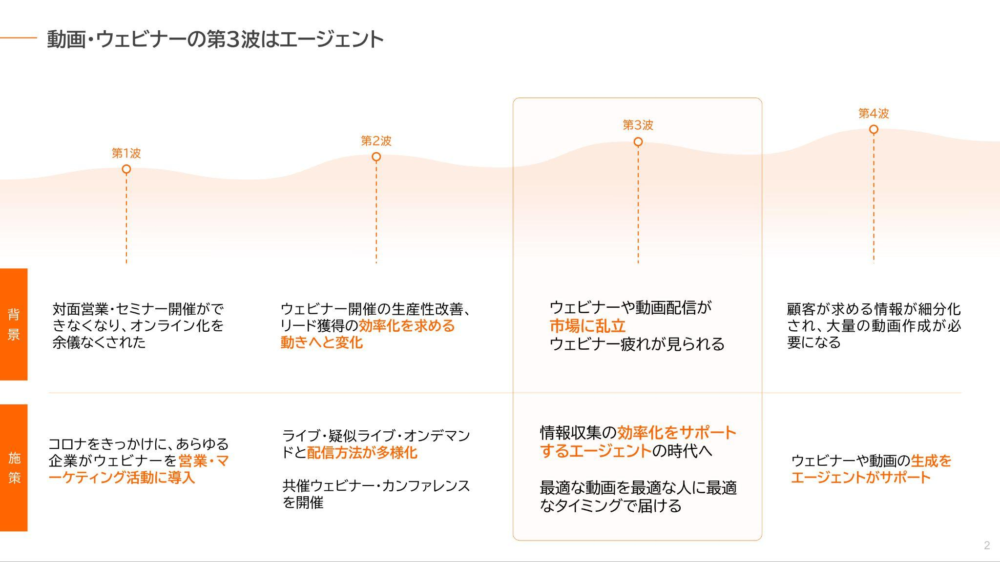 動画・ウェビナーの第3波はエージェント
第1波
第2波
第3波
第4波
背景
対面営業・セミナー開催がで
きなくなり、オンライン化を
余儀なくされた
ウェビナー開催の生産性改善、
リード獲得の効率化を求める
動きへと変化
ウェビナーや動画配信が
市場に乱立
ウェビナー疲れが見られる
顧客が求める情報が細分化
され、大量の動画作成が必
要になる
施策
コロナをきっかけに、あらゆる
企業がウェビナーを営業・マ
ーケティング活動に導入
ライブ・疑似ライブ・オンデマン
ドと配信方法が多様化
共催ウェビナー・カンファレンス
を開催
情報収集の効率化をサポート
するエージェントの時代へ
最適な動画を最適な人に最適
なタイミングで届ける
ウェビナーや動画の生成を
エージェントがサポート
2